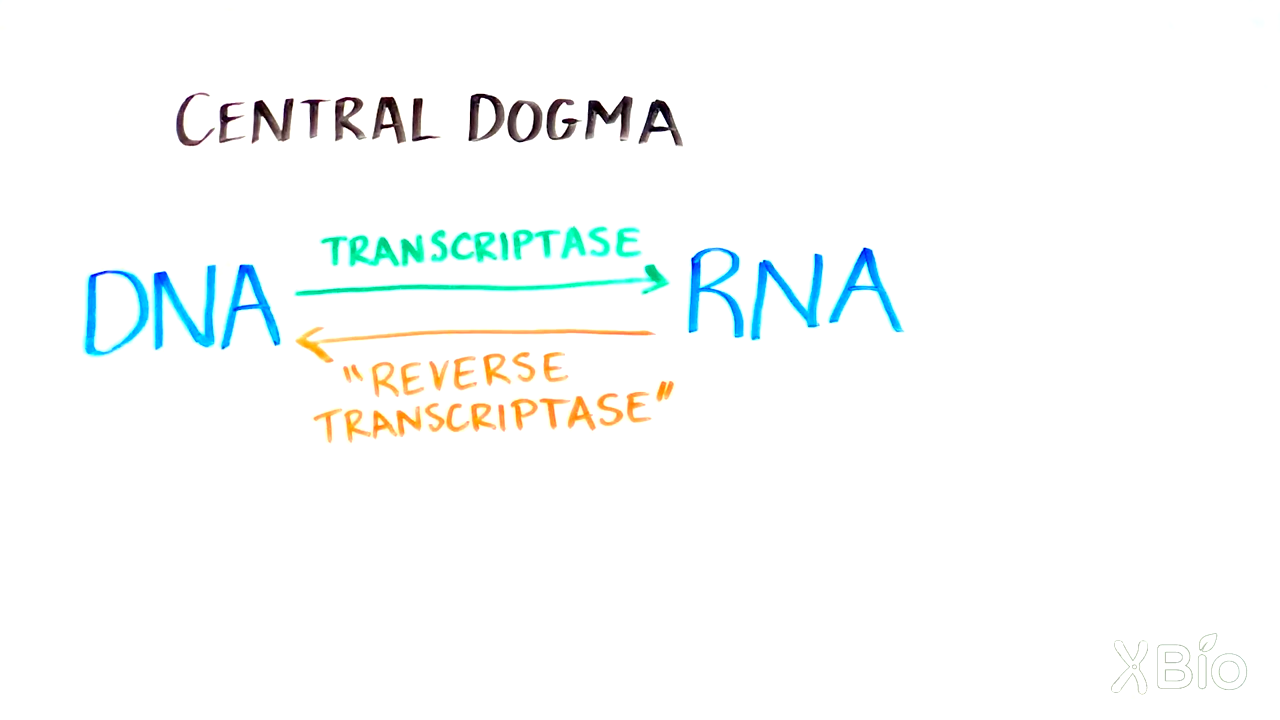 CENTRAL DOGMA
TRANSCRIPTASE
DNA
RNA
"REVERSE
TRANSCRIPTASE"
XBio